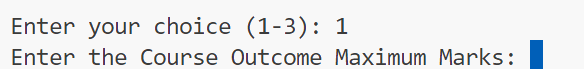 Enter your choice (1-3): 1
Enter the Course Outcome Maximum Marks: